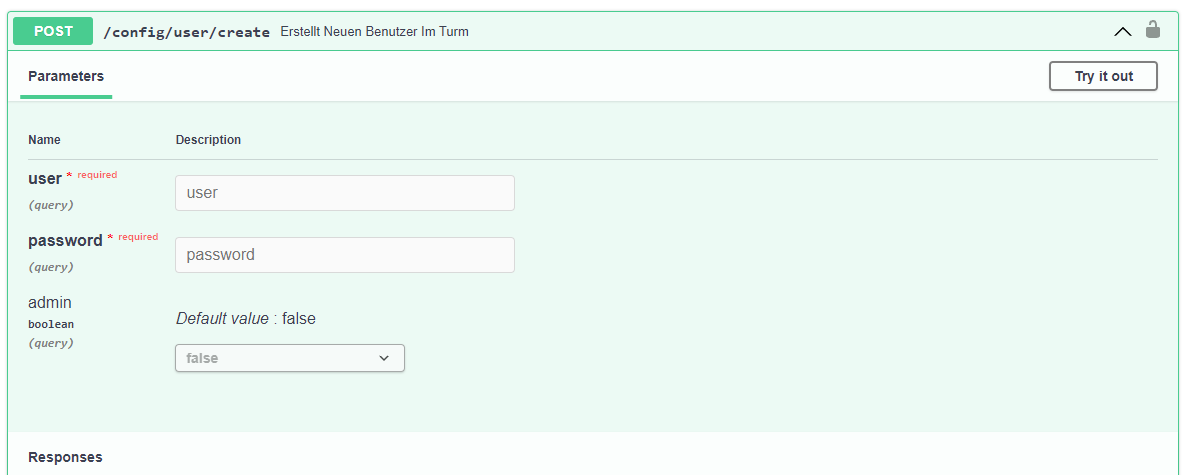 POST /config/user/create Erstellt Neuen Benutzer Im Turm
Parameters
Try it out
Name Description
user * required
(query)
user
password * required
(query)
password
admin
boolean
(query)
Default value : false
false
Responses